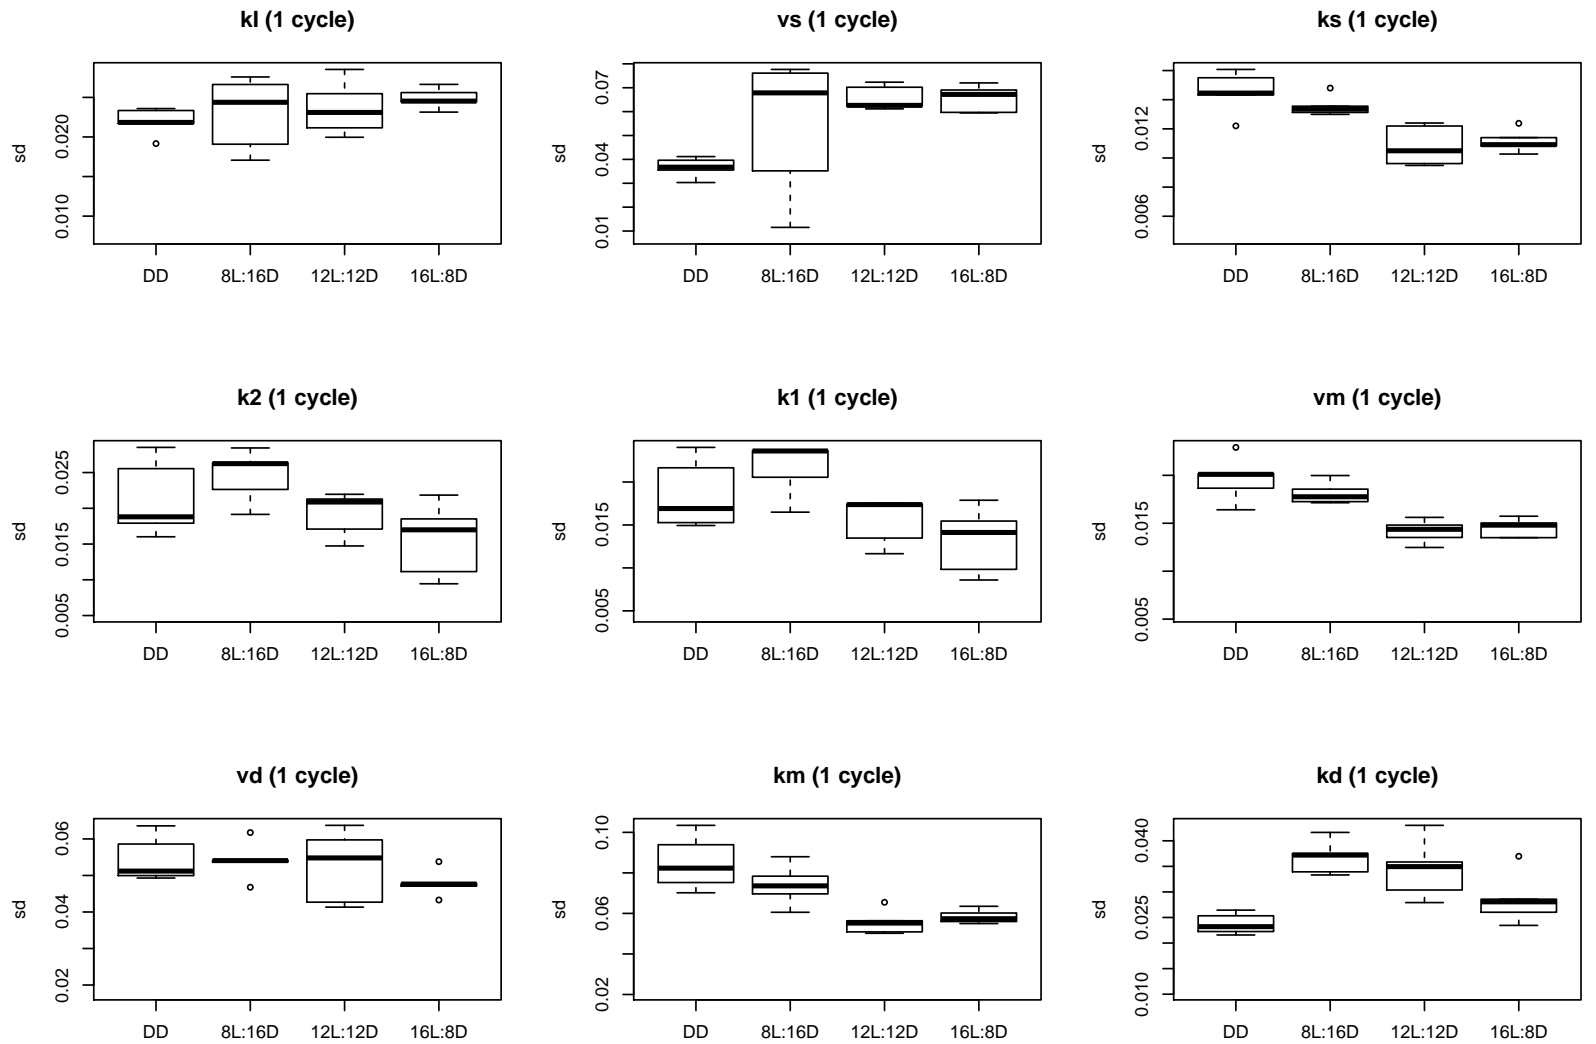 kl (1 cycle)
sd
0.010
0.020
DD
8L:16D
12L:12D
16L:8D
vs (1 cycle)
sd
0.01
0.04
0.07
DD
8L:16D
12L:12D
16L:8D
ks (1 cycle)
sd
0.006
0.012
DD
8L:16D
12L:12D
16L:8D
k2 (1 cycle)
sd
0.005
0.015
0.025
DD
8L:16D
12L:12D
16L:8D
k1 (1 cycle)
sd
0.005
0.015
DD
8L:16D
12L:12D
16L:8D
vm (1 cycle)
sd
0.005
0.015
DD
8L:16D
12L:12D
16L:8D
vd (1 cycle)
sd
0.02
0.04
0.06
DD
8L:16D
12L:12D
16L:8D
km (1 cycle)
sd
0.02
0.06
0.10
DD
8L:16D
12L:12D
16L:8D
kd (1 cycle)
sd
0.010
0.025
0.040
DD
8L:16D
12L:12D
16L:8D